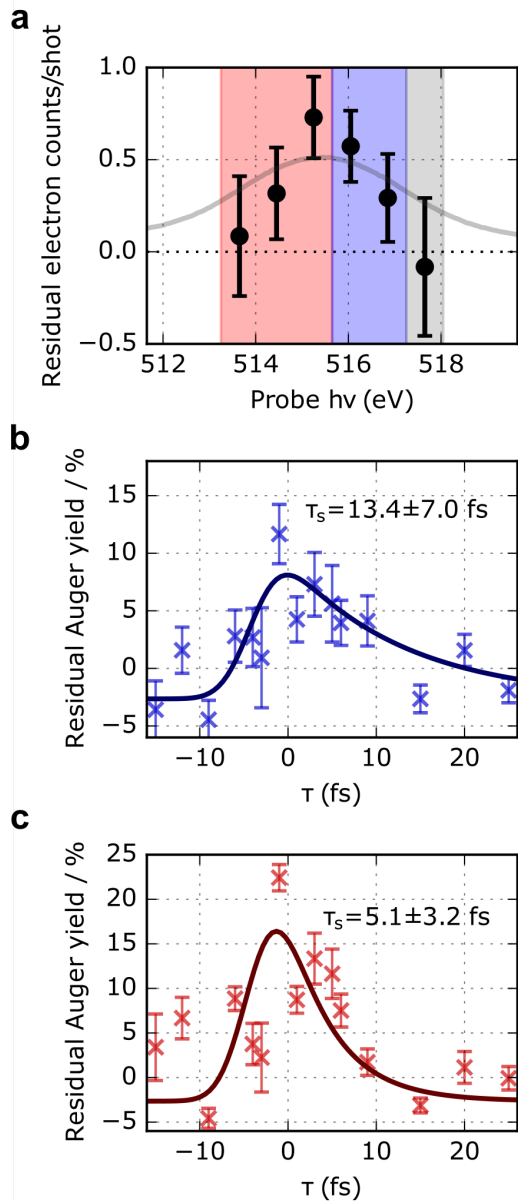 a
Residual electron counts/shot
1.0
0.5
0.0
−0.5
512
514
516
518
Probe hν (eV)
b
Residual Auger yield / %
15
10
5
0
−5
τs=13.4±7.0 fs
−10
0
10
20
τ (fs)
c
Residual Auger yield / %
25
20
15
10
5
0
−5
τs=5.1±3.2 fs
−10
0
10
20
τ (fs)